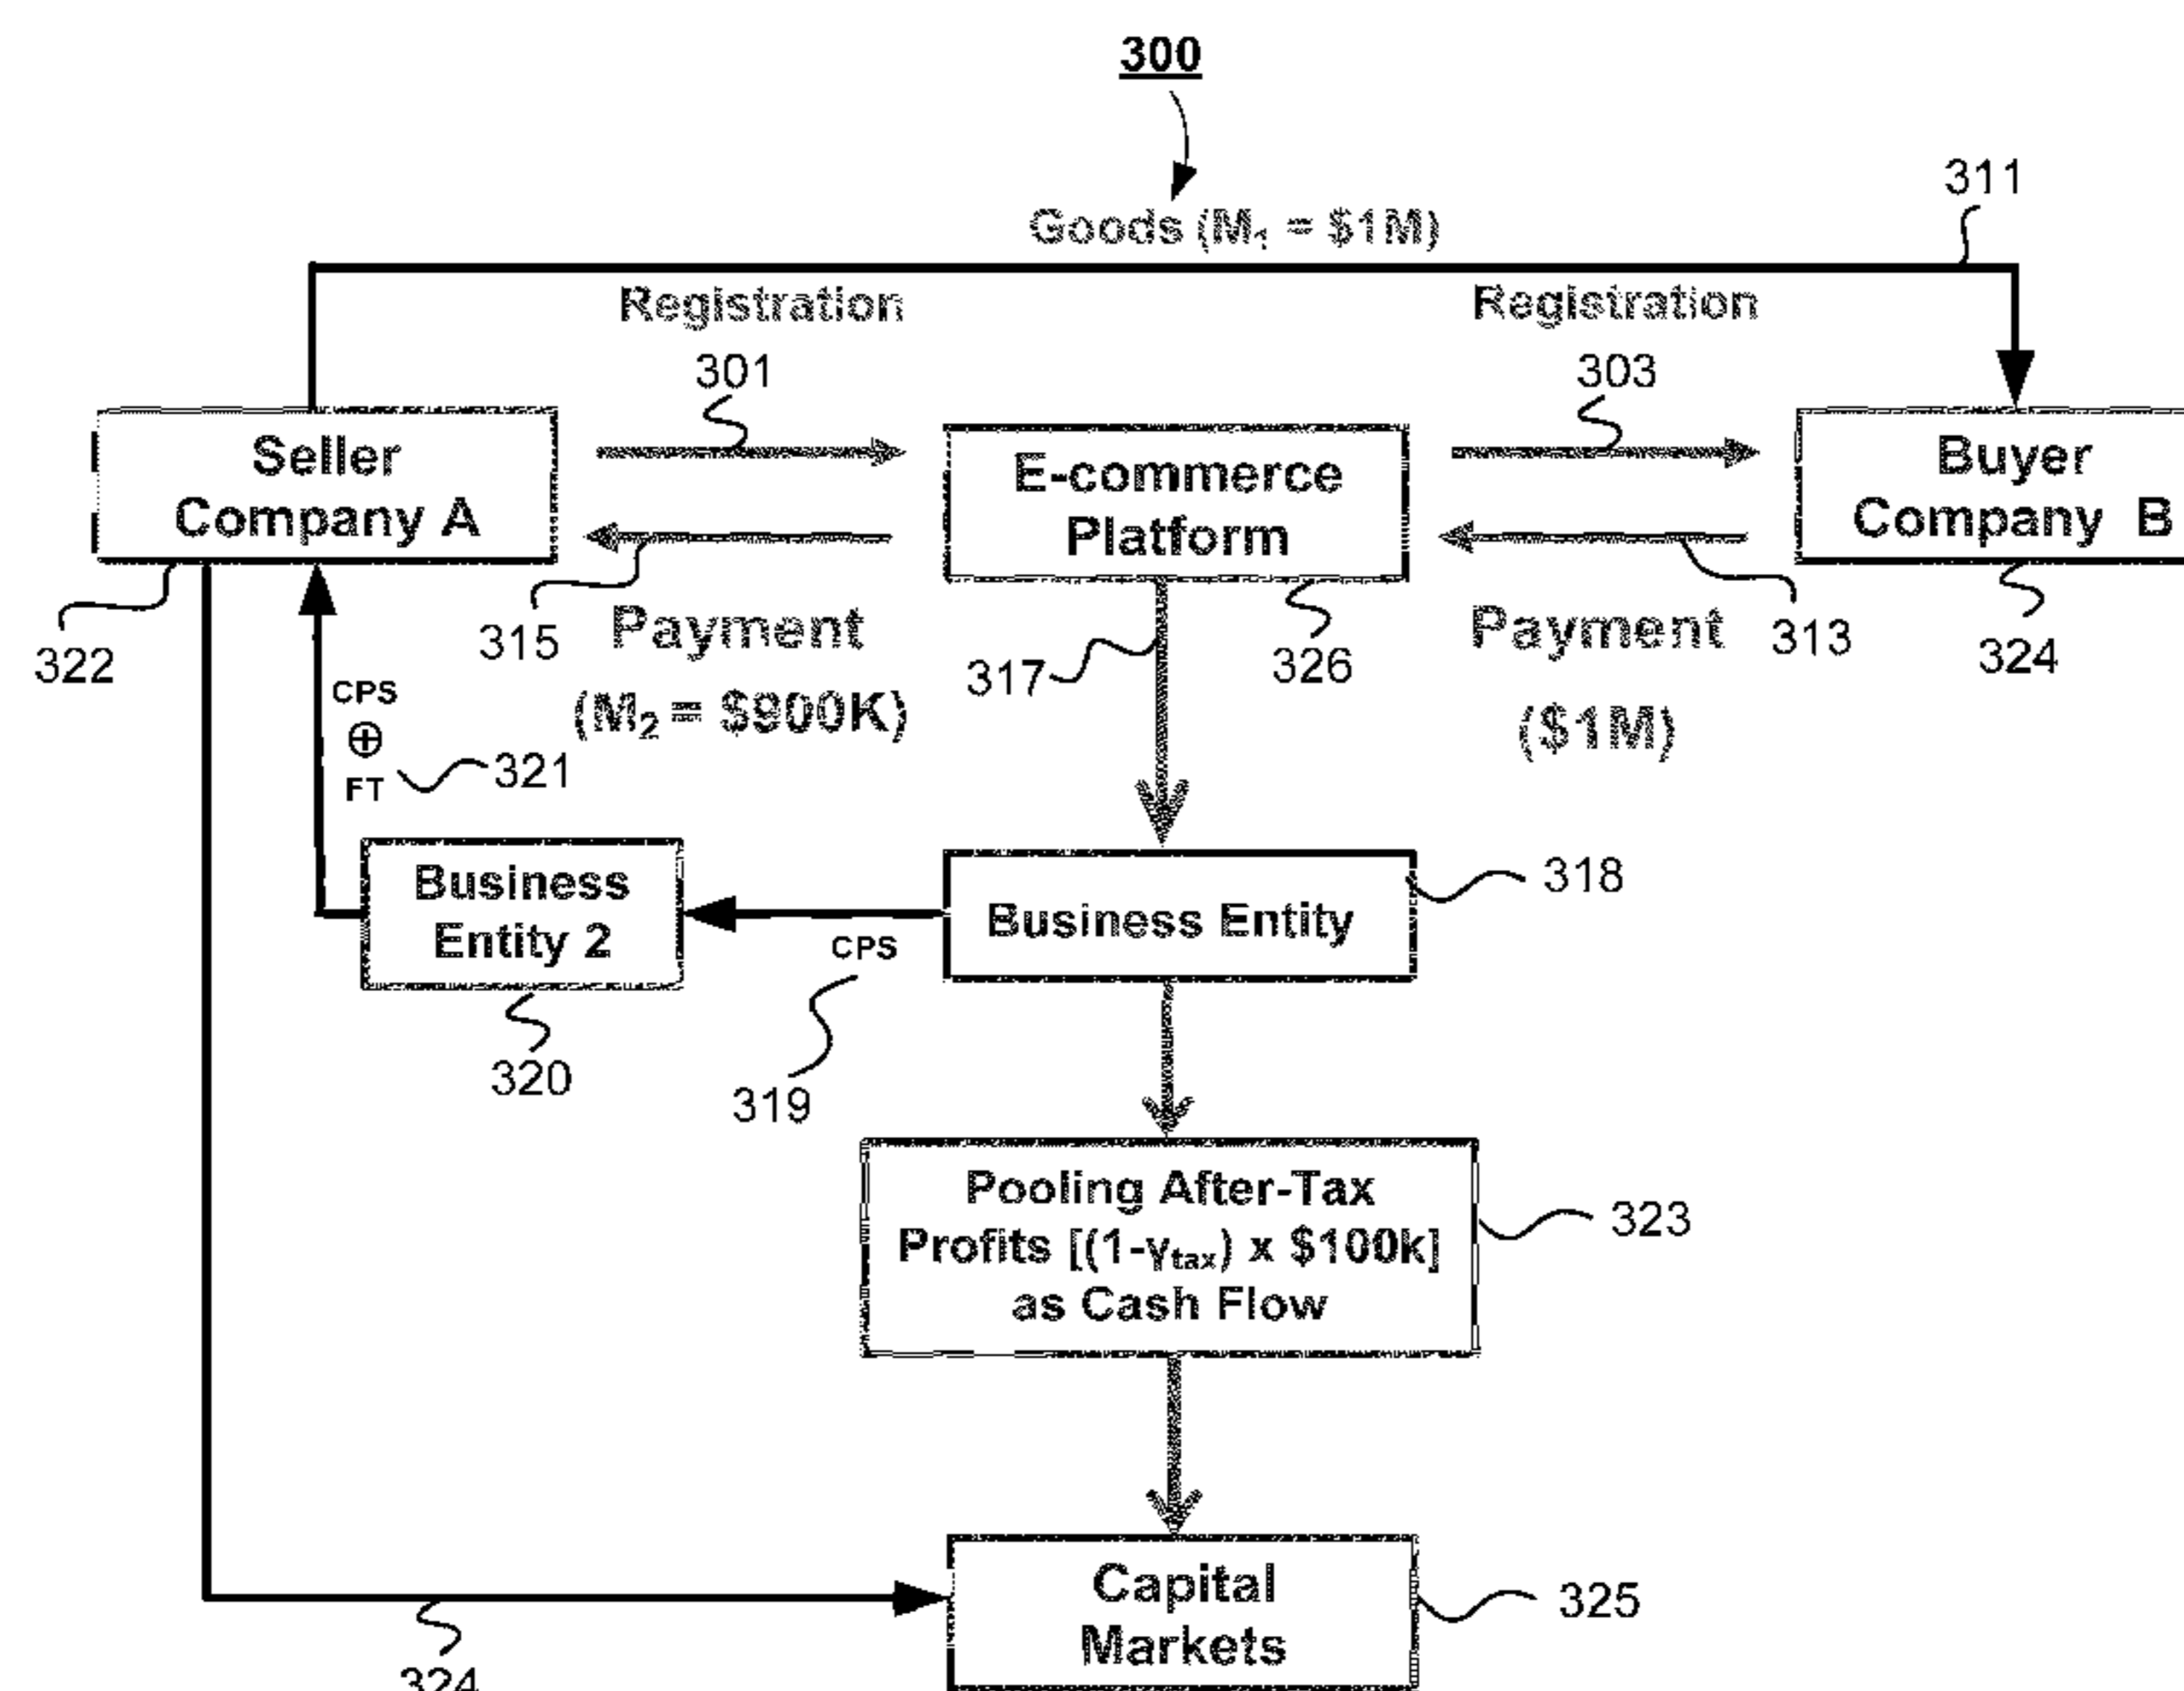 300
311
Goods (M₁ = $1M)
Registration
Registration
301
303
Seller
Company A
E-commerce
Platform
Buyer
Company B
322
315
Payment
(M₂ = $900K)
317
326
Payment
($1M)
313
324
CPS
⊕
FT
321
Business
Entity 2
320
CPS
319
Business Entity
318
Pooling After-Tax
Profits [(1-γtax) x $100k]
as Cash Flow
323
Capital
Markets
325
324